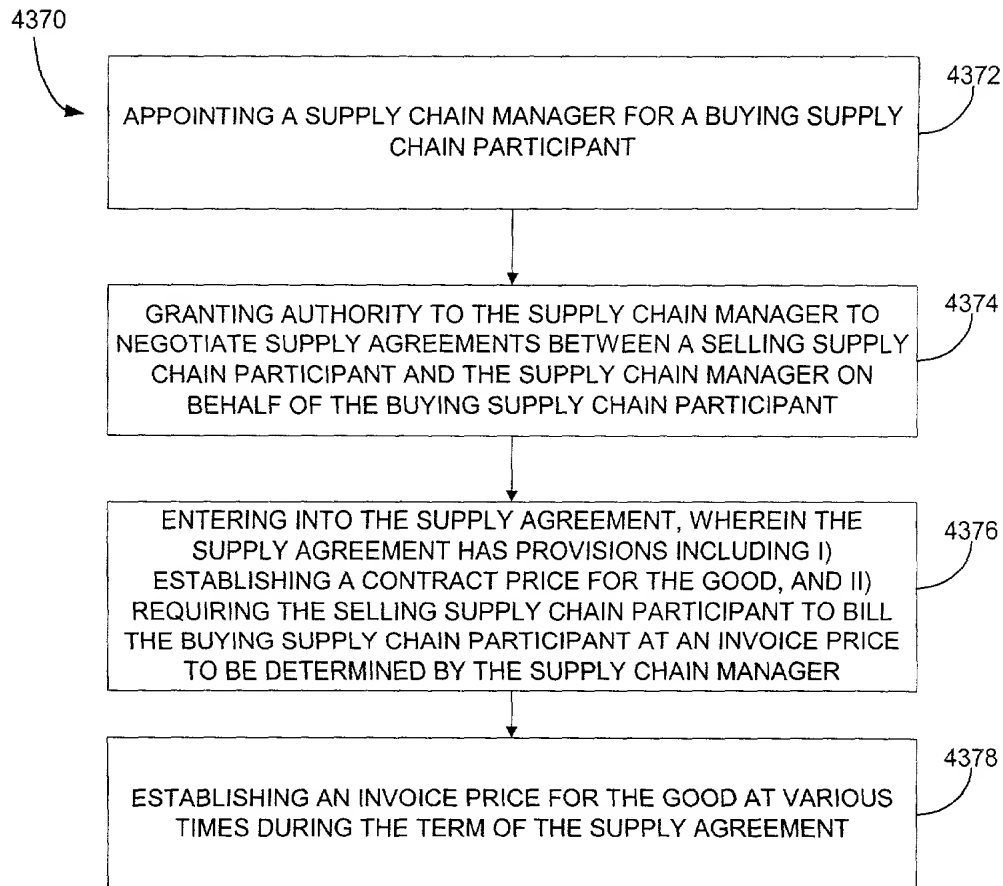 4370
4372
APPOINTING A SUPPLY CHAIN MANAGER FOR A BUYING SUPPLY
CHAIN PARTICIPANT
4374
GRANTING AUTHORITY TO THE SUPPLY CHAIN MANAGER TO
NEGOTIATE SUPPLY AGREEMENTS BETWEEN A SELLING SUPPLY
CHAIN PARTICIPANT AND THE SUPPLY CHAIN MANAGER ON
BEHALF OF THE BUYING SUPPLY CHAIN PARTICIPANT
4376
ENTERING INTO THE SUPPLY AGREEMENT, WHEREIN THE
SUPPLY AGREEMENT HAS PROVISIONS INCLUDING I)
ESTABLISHING A CONTRACT PRICE FOR THE GOOD, AND II)
REQUIRING THE SELLING SUPPLY CHAIN PARTICIPANT TO BILL
THE BUYING SUPPLY CHAIN PARTICIPANT AT AN INVOICE PRICE
TO BE DETERMINED BY THE SUPPLY CHAIN MANAGER
4378
ESTABLISHING AN INVOICE PRICE FOR THE GOOD AT VARIOUS
TIMES DURING THE TERM OF THE SUPPLY AGREEMENT